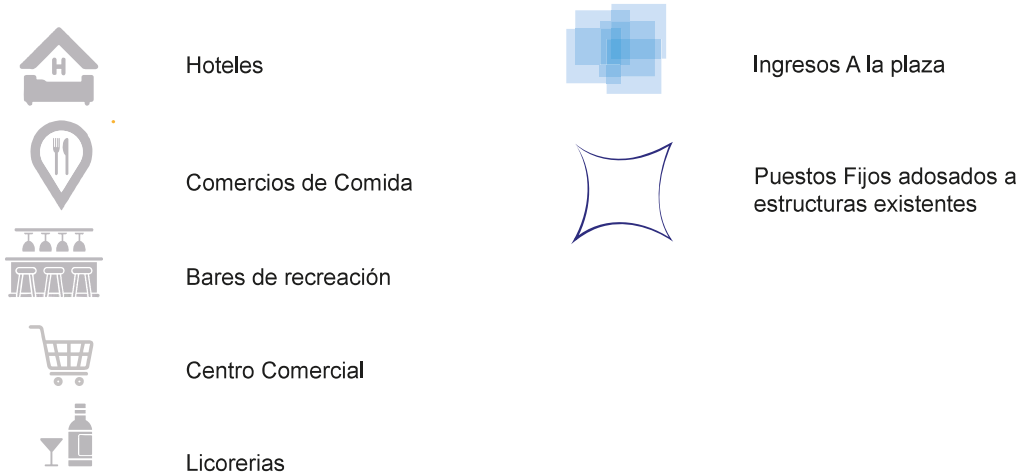 H
Hoteles
Comercios de Comida
Bares de recreación
Centro Comercial
Licorerias
Ingresos A la plaza
Puestos Fijos adosados a
estructuras existentes